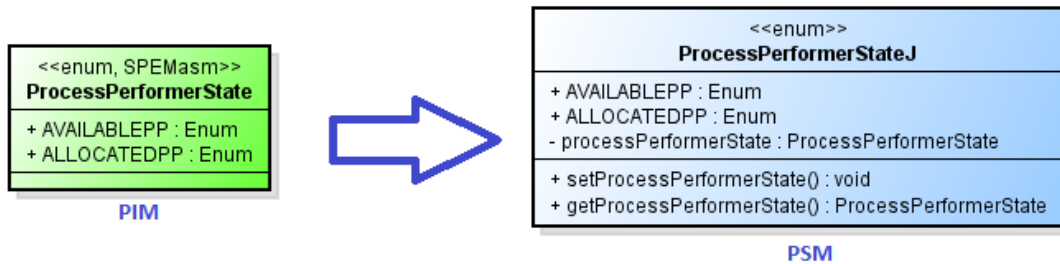 <<enum, SPEMasm>>
ProcessPerformerState
+ AVAILABLEPP : Enum
+ ALLOCATEDPP : Enum
PIM
<<enum>>
ProcessPerformerStateJ
+ AVAILABLEPP : Enum
+ ALLOCATEDPP : Enum
- processPerformerState : ProcessPerformerState
+ setProcessPerformerState() : void
+ getProcessPerformerState() : ProcessPerformerState
PSM